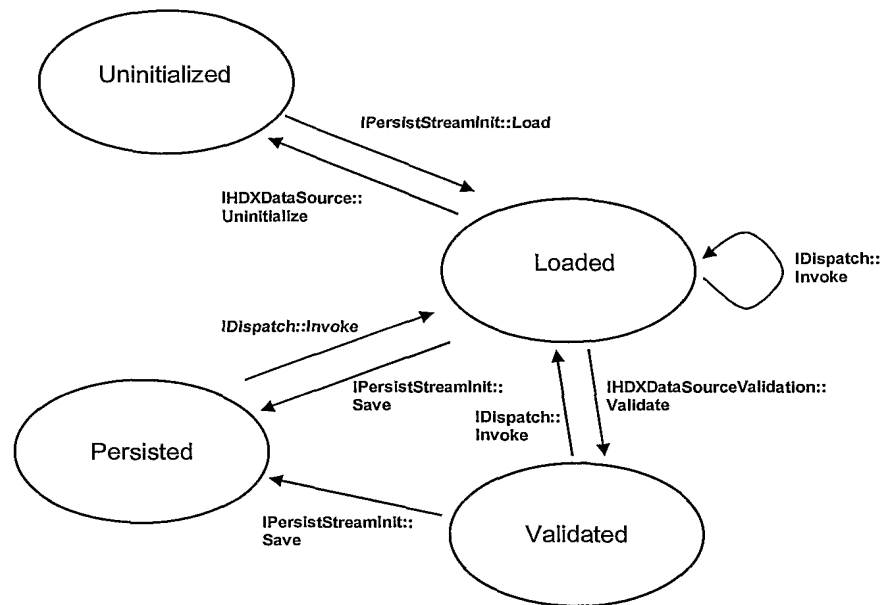 Uninitialized
IPersistStreamInit::Load
IHDXDataSource::
Uninitialize
Loaded
IDispatch::
Invoke
IDispatch::Invoke
IPersistStreamInit::
Save
IHDXDataSourceValidation::
Validate
IDispatch::
Invoke
Persisted
IPersistStreamInit::
Save
Validated